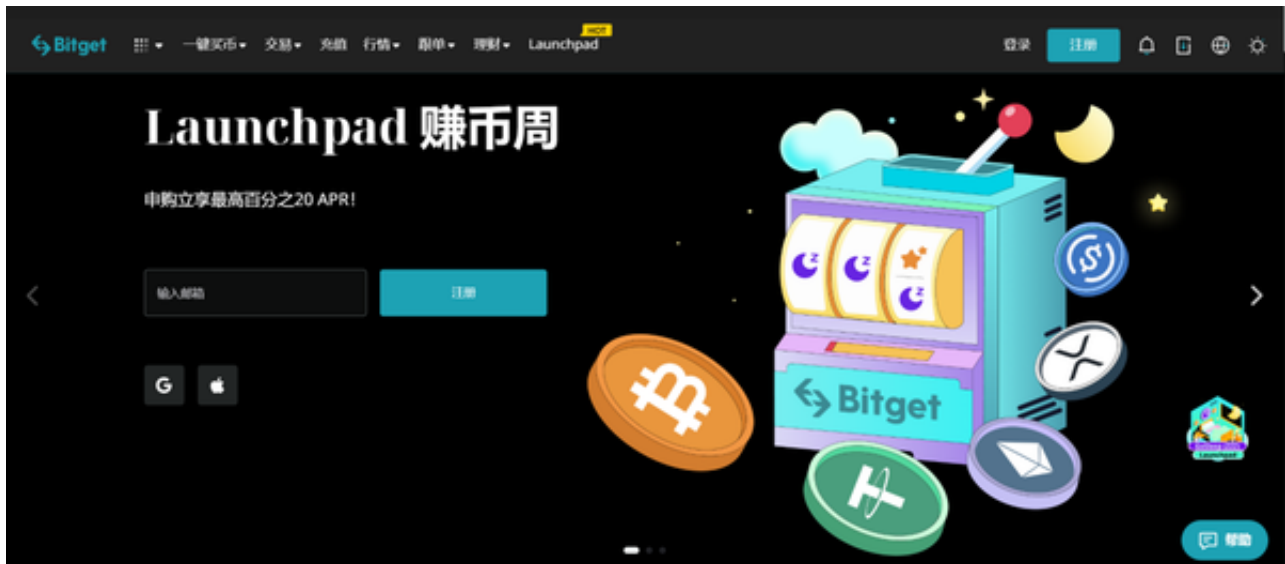 HOT
Bitget 一键买币 交易 充值 行情 跟单 理财 Launchpad 登录 注册
Launchpad 赚币周
申购立享最高百分之20 APR!
输入邮箱 注册
G
Bitget
Launchpad
帮助